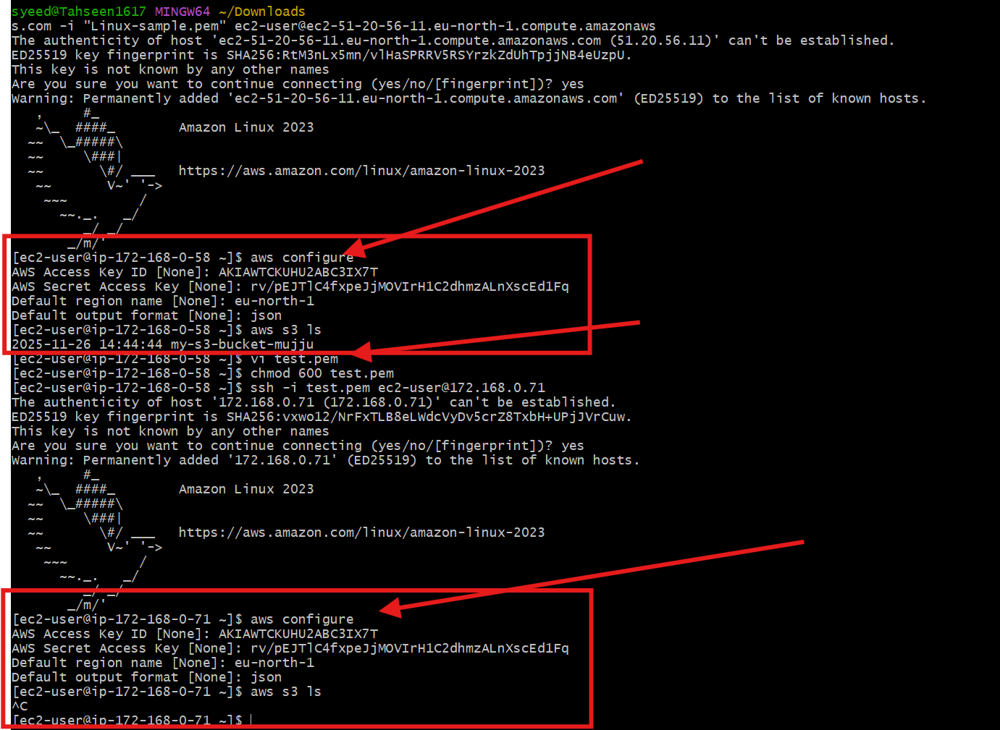 syeed@Tahseen1617 MINGW64 ~/Downloads
s.com -i "Linux-sample.pem" ec2-user@ec2-51-20-56-11.eu-north-1.compute.amazonaws
The authenticity of host 'ec2-51-20-56-11.eu-north-1.compute.amazonaws.com (51.20.56.11)' can't be established.
ED25519 key fingerprint is SHA256:RtM3nLx5mn/vlHaSPRRV5RSYrzkZdUhTpjjNB4eUzpU.
This key is not known by any other names
Are you sure you want to continue connecting (yes/no/[fingerprint])? yes
Warning: Permanently added 'ec2-51-20-56-11.eu-north-1.compute.amazonaws.com' (ED25519) to the list of known hosts.
   ,     #_
   ~\_  ####_        Amazon Linux 2023
  ~~  \_#####\
  ~~     \###|
  ~~       \#/ ___   https://aws.amazon.com/linux/amazon-linux-2023
   ~~       V~' '->
    ~~~         /
      ~~._.   _/
         _/ _/
       _/m/'
[ec2-user@ip-172-168-0-58 ~]$ aws configure
AWS Access Key ID [None]: AKIAWTCKUHU2ABC3IX7T
AWS Secret Access Key [None]: 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
Default region name [None]: eu-north-1
Default output format [None]: json
[ec2-user@ip-172-168-0-58 ~]$ aws s3 ls
2025-11-26 14:44:44 my-s3-bucket-mujju
[ec2-user@ip-172-168-0-58 ~]$ vi test.pem
[ec2-user@ip-172-168-0-58 ~]$ chmod 600 test.pem
[ec2-user@ip-172-168-0-58 ~]$ ssh -i test.pem ec2-user@172.168.0.71
The authenticity of host '172.168.0.71 (172.168.0.71)' can't be established.
ED25519 key fingerprint is SHA256:vxwo12/NrFxTLB8eLWdcVyDv5crZ8TxbH+UPjJVrCuw.
This key is not known by any other names
Are you sure you want to continue connecting (yes/no/[fingerprint])? yes
Warning: Permanently added '172.168.0.71' (ED25519) to the list of known hosts.
   ,     #_
   ~\_  ####_        Amazon Linux 2023
  ~~  \_#####\
  ~~     \###|
  ~~       \#/ ___   https://aws.amazon.com/linux/amazon-linux-2023
   ~~       V~' '->
    ~~~         /
      ~~._.   _/
         _/ _/
       _/m/'
[ec2-user@ip-172-168-0-71 ~]$ aws configure
AWS Access Key ID [None]: AKIAWTCKUHU2ABC3IX7T
AWS Secret Access Key [None]: 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
Default region name [None]: eu-north-1
Default output format [None]: json
[ec2-user@ip-172-168-0-71 ~]$ aws s3 ls
^C
[ec2-user@ip-172-168-0-71 ~]$